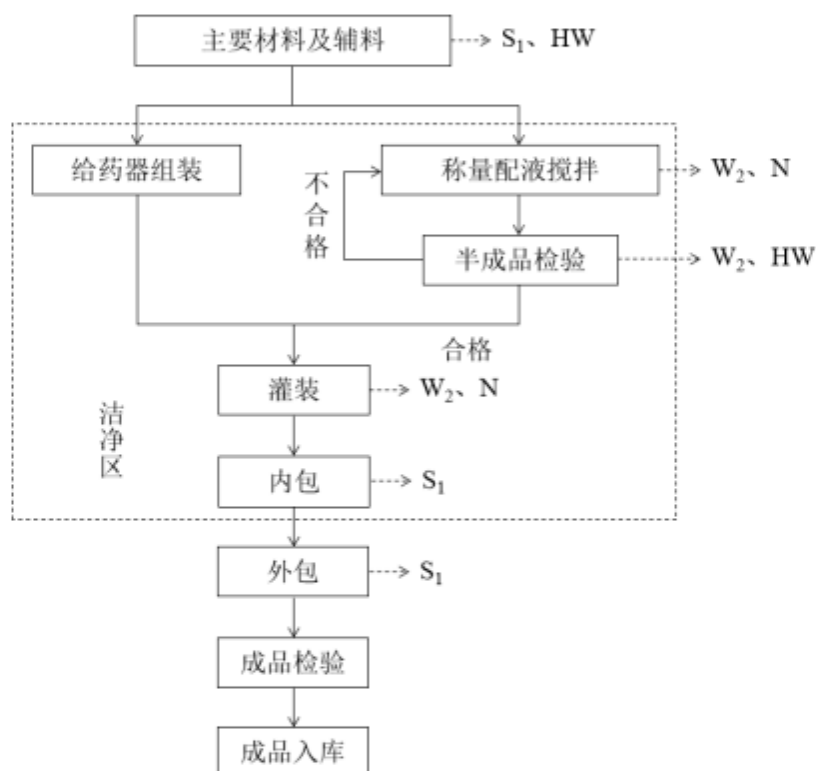 主要材料及辅料
S₁、HW
给药器组装
称量配液搅拌
W₂、N
不合格
半成品检验
W₂、HW
合格
灌装
W₂、N
洁净区
内包
S₁
外包
S₁
成品检验
成品入库